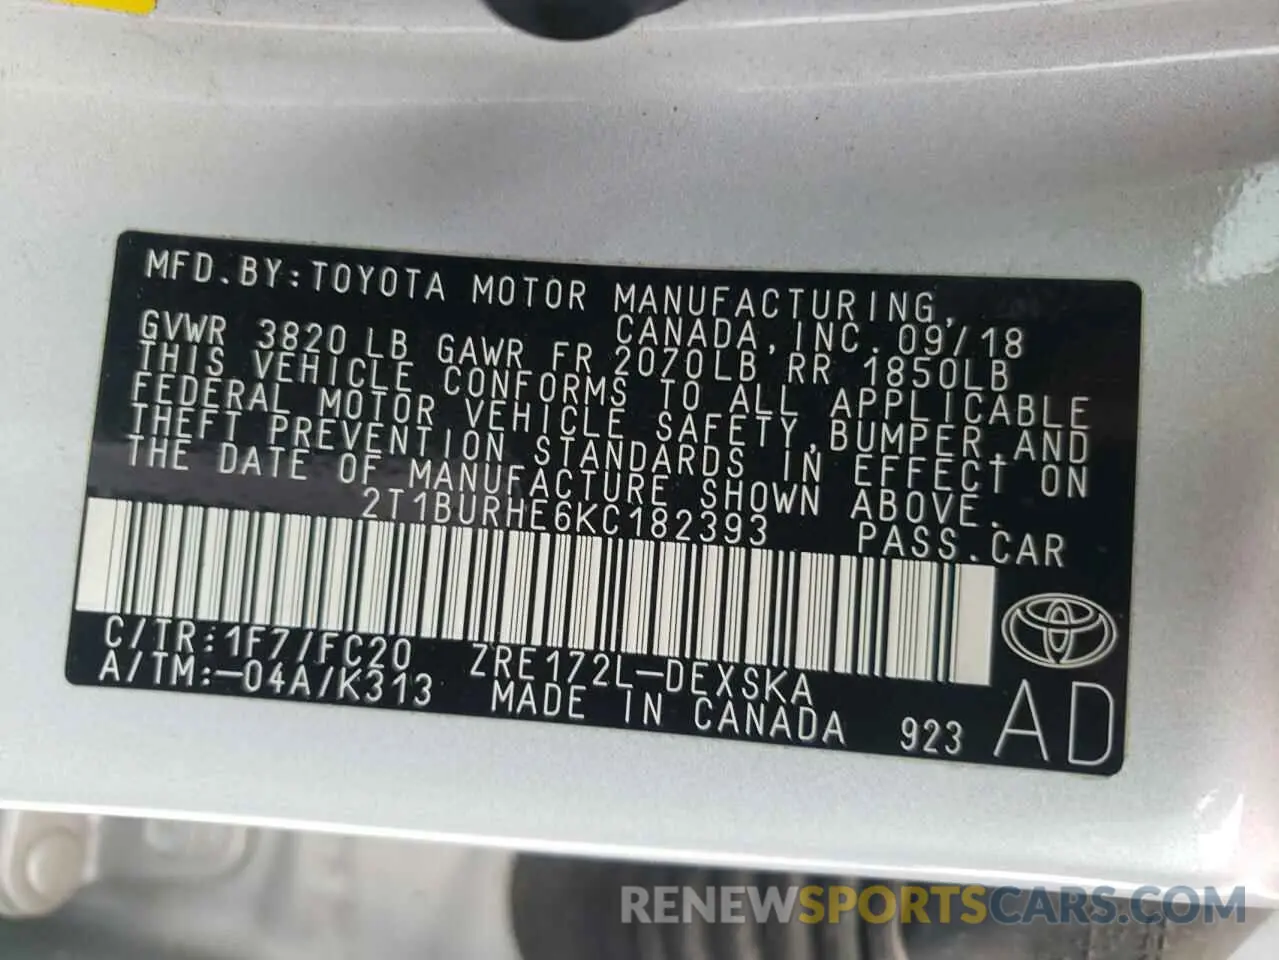 MFD.BY:TOYOTA MOTOR MANUFACTURING,
CANADA,INC. 09/18
GVWR 3820LB GAWR FR 2070LB RR 1850LB
THIS VEHICLE CONFORMS TO ALL APPLICABLE
FEDERAL MOTOR VEHICLE SAFETY,BUMPER,AND
THEFT PREVENTION STANDARDS IN EFFECT ON
THE DATE OF MANUFACTURE SHOWN ABOVE.
2T1BURHE6KC182393 PASS.CAR
C/TR:1F7/FC20 ZRE172L-DEXSKA
A/TM:-04A/K313 MADE IN CANADA 923 AD
RENEWSPORTSCARS.COM